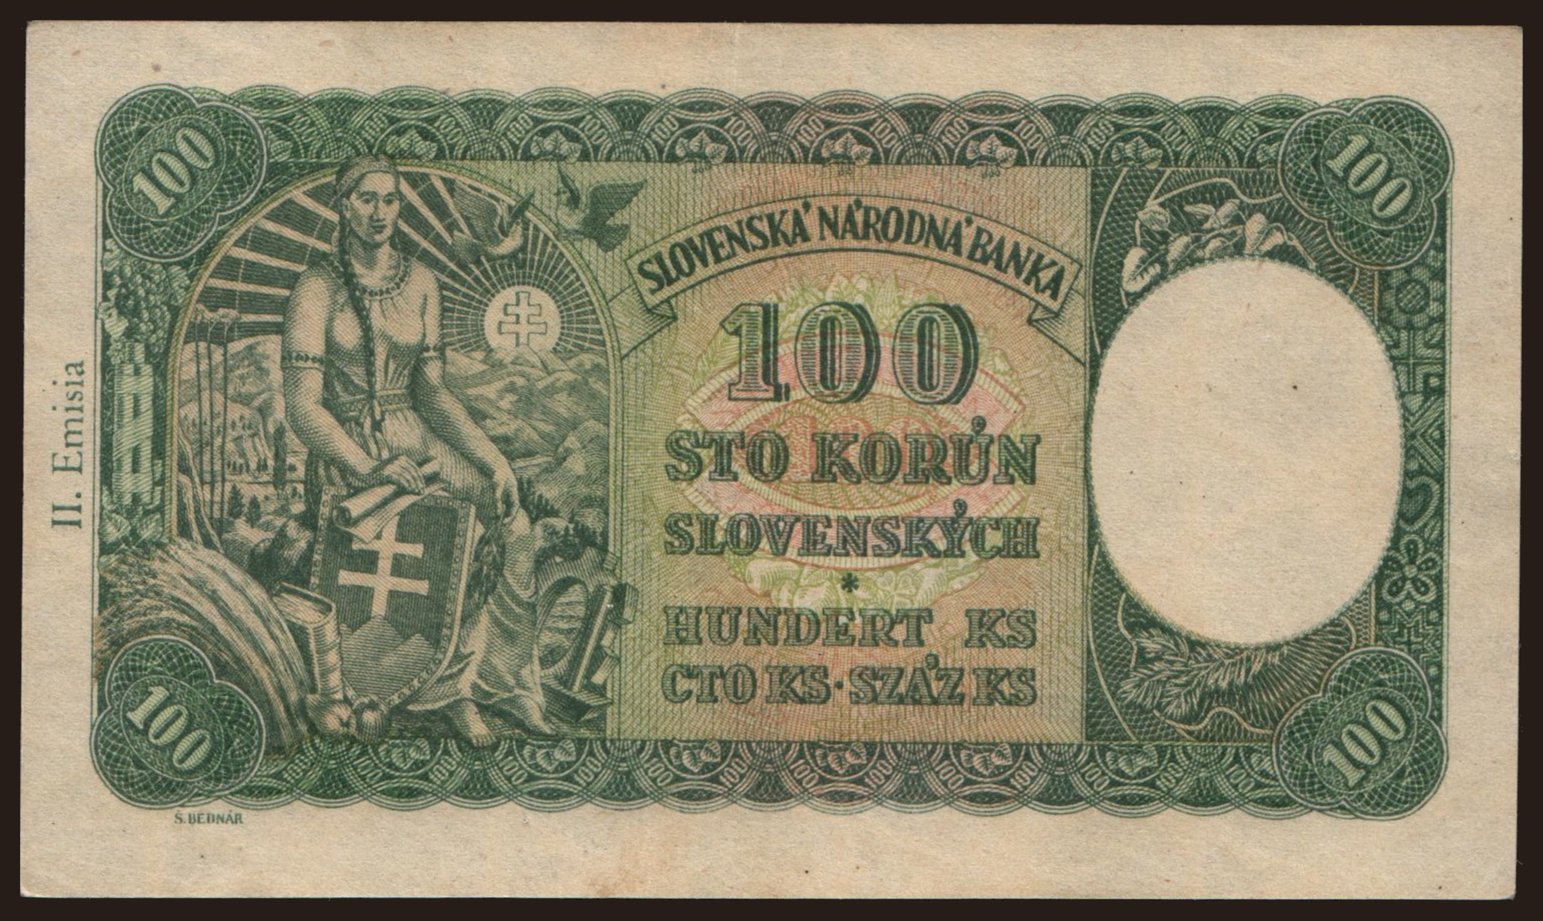 100
100
SLOVENSKÁ NÁRODNÁ BANKA
100
STO KORÚN
SLOVENSKÝCH
*
HUNDERT KS
СТО KS · SZÁZ KS
II. Emisia
100
100
S. BEDNÁR